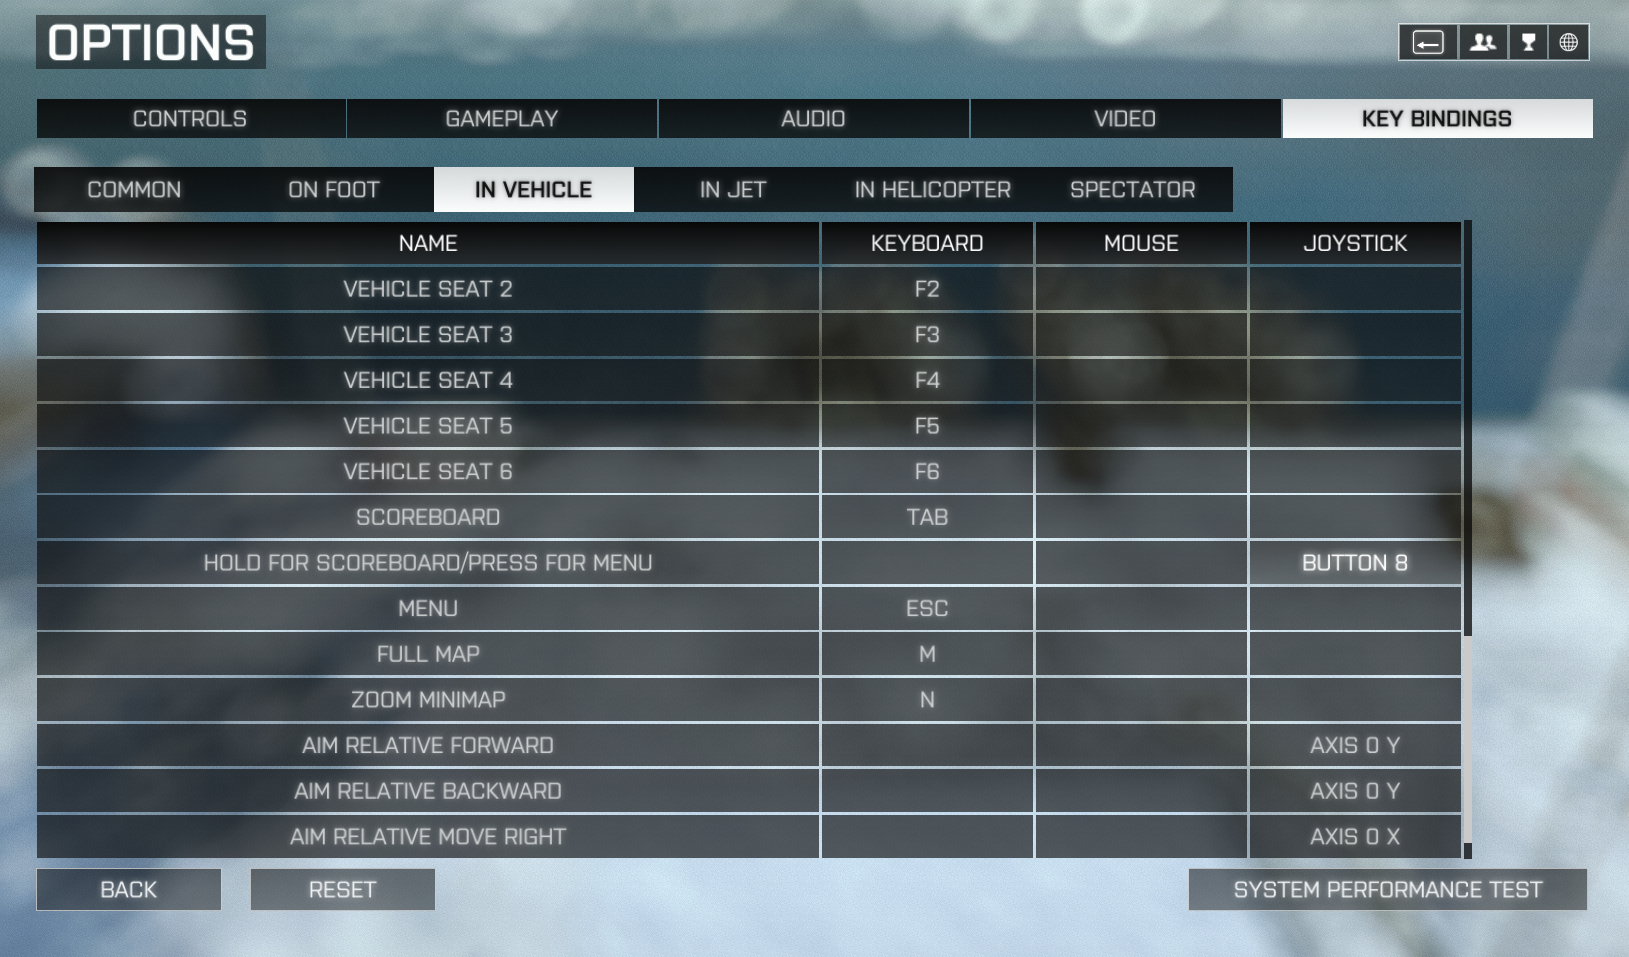 OPTIONS
CONTROLS GAMEPLAY AUDIO VIDEO KEY BINDINGS
COMMON ON FOOT IN VEHICLE IN JET IN HELICOPTER SPECTATOR
NAME KEYBOARD MOUSE JOYSTICK
VEHICLE SEAT 2 F2
VEHICLE SEAT 3 F3
VEHICLE SEAT 4 F4
VEHICLE SEAT 5 F5
VEHICLE SEAT 6 F6
SCOREBOARD TAB
HOLD FOR SCOREBOARD/PRESS FOR MENU BUTTON 8
MENU ESC
FULL MAP M
ZOOM MINIMAP N
AIM RELATIVE FORWARD AXIS 0 Y
AIM RELATIVE BACKWARD AXIS 0 Y
AIM RELATIVE MOVE RIGHT AXIS 0 X
BACK RESET SYSTEM PERFORMANCE TEST